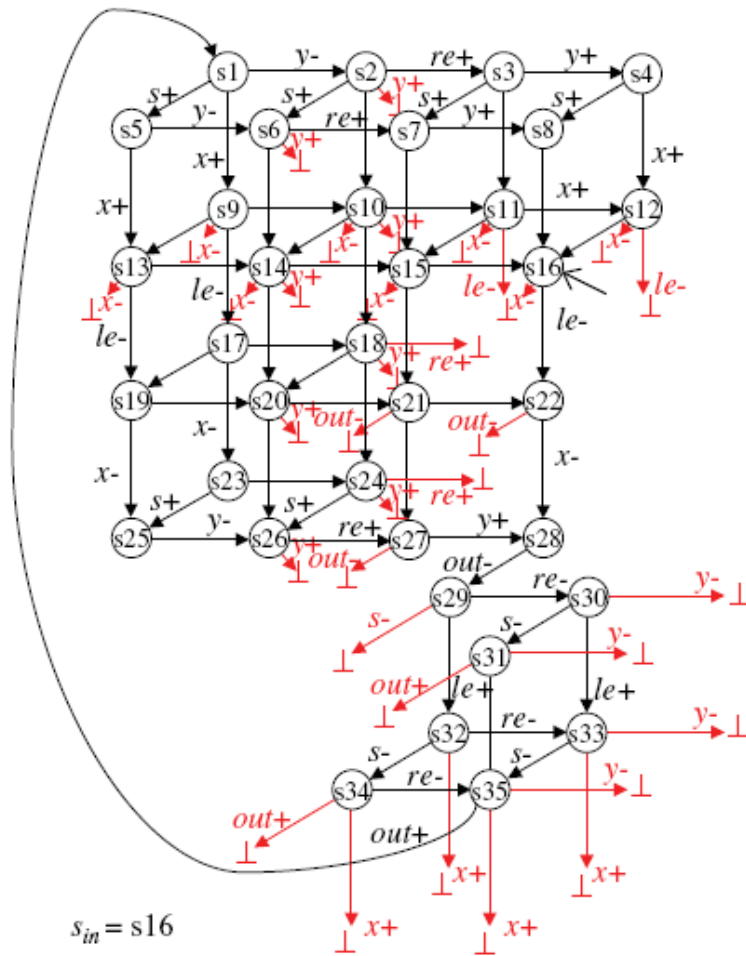 s1 y- s2 re+ s3 y+ s4
s+ s+ y+ ⊥ s+ s+
s5 y- s6 re+ s7 y+ s8
y+ ⊥
x+ x+ x+ x+
s9 s10 s11 s12
⊥ x- ⊥ x- y+ ⊥ x- ⊥ x-
s13 s14 s15 s16
⊥ x- le- x- y+ ⊥ x- le- ⊥ x- ⊥ le-
le- s17 s18 le-
y+ re+ ⊥
s19 s20 s21 s22
x- y+ ⊥ out- ⊥ out- ⊥
x- s23 s24 x-
s+ s+ y+ re+ ⊥
s25 y- s26 re+ s27 y+ s28
y+ ⊥ out- ⊥ out-
s29 re- s30 y- ⊥
s- ⊥ s-
s31 y- ⊥
out+ ⊥ le+ le+
s32 re- s33 y- ⊥
s- s-
s34 re- s35 y- ⊥
out+ ⊥ out+
⊥ x+ ⊥ x+
s_in = s16 ⊥ x+ ⊥ x+